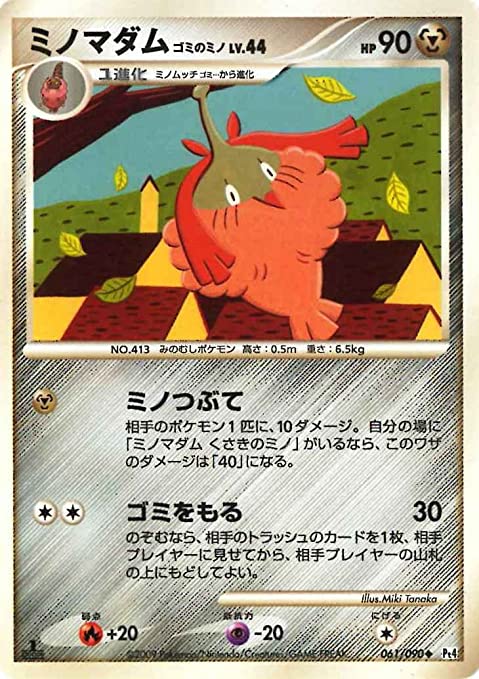 ミノマダム ゴミのミノ LV.44 HP 90
1進化 ミノムッチ ゴミ…から進化
NO.413 みのむしポケモン 高さ：0.5m 重さ：6.5kg
ミノつぶて
相手のポケモン1匹に、10ダメージ。自分の場に
「ミノマダム くさきのミノ」がいるなら、このワザ
のダメージは「40」になる。
ゴミをもる 30
のぞむなら、相手のトラッシュのカードを1枚、相手
プレイヤーに見せてから、相手プレイヤーの山札
の上にもどしてよい。
Illus.Miki Tanaka
弱点 +20 抵抗力 -20 にげる
1
©2009 Pokémon/Nintendo/Creatures/GAME FREAK
061/090 Pt4